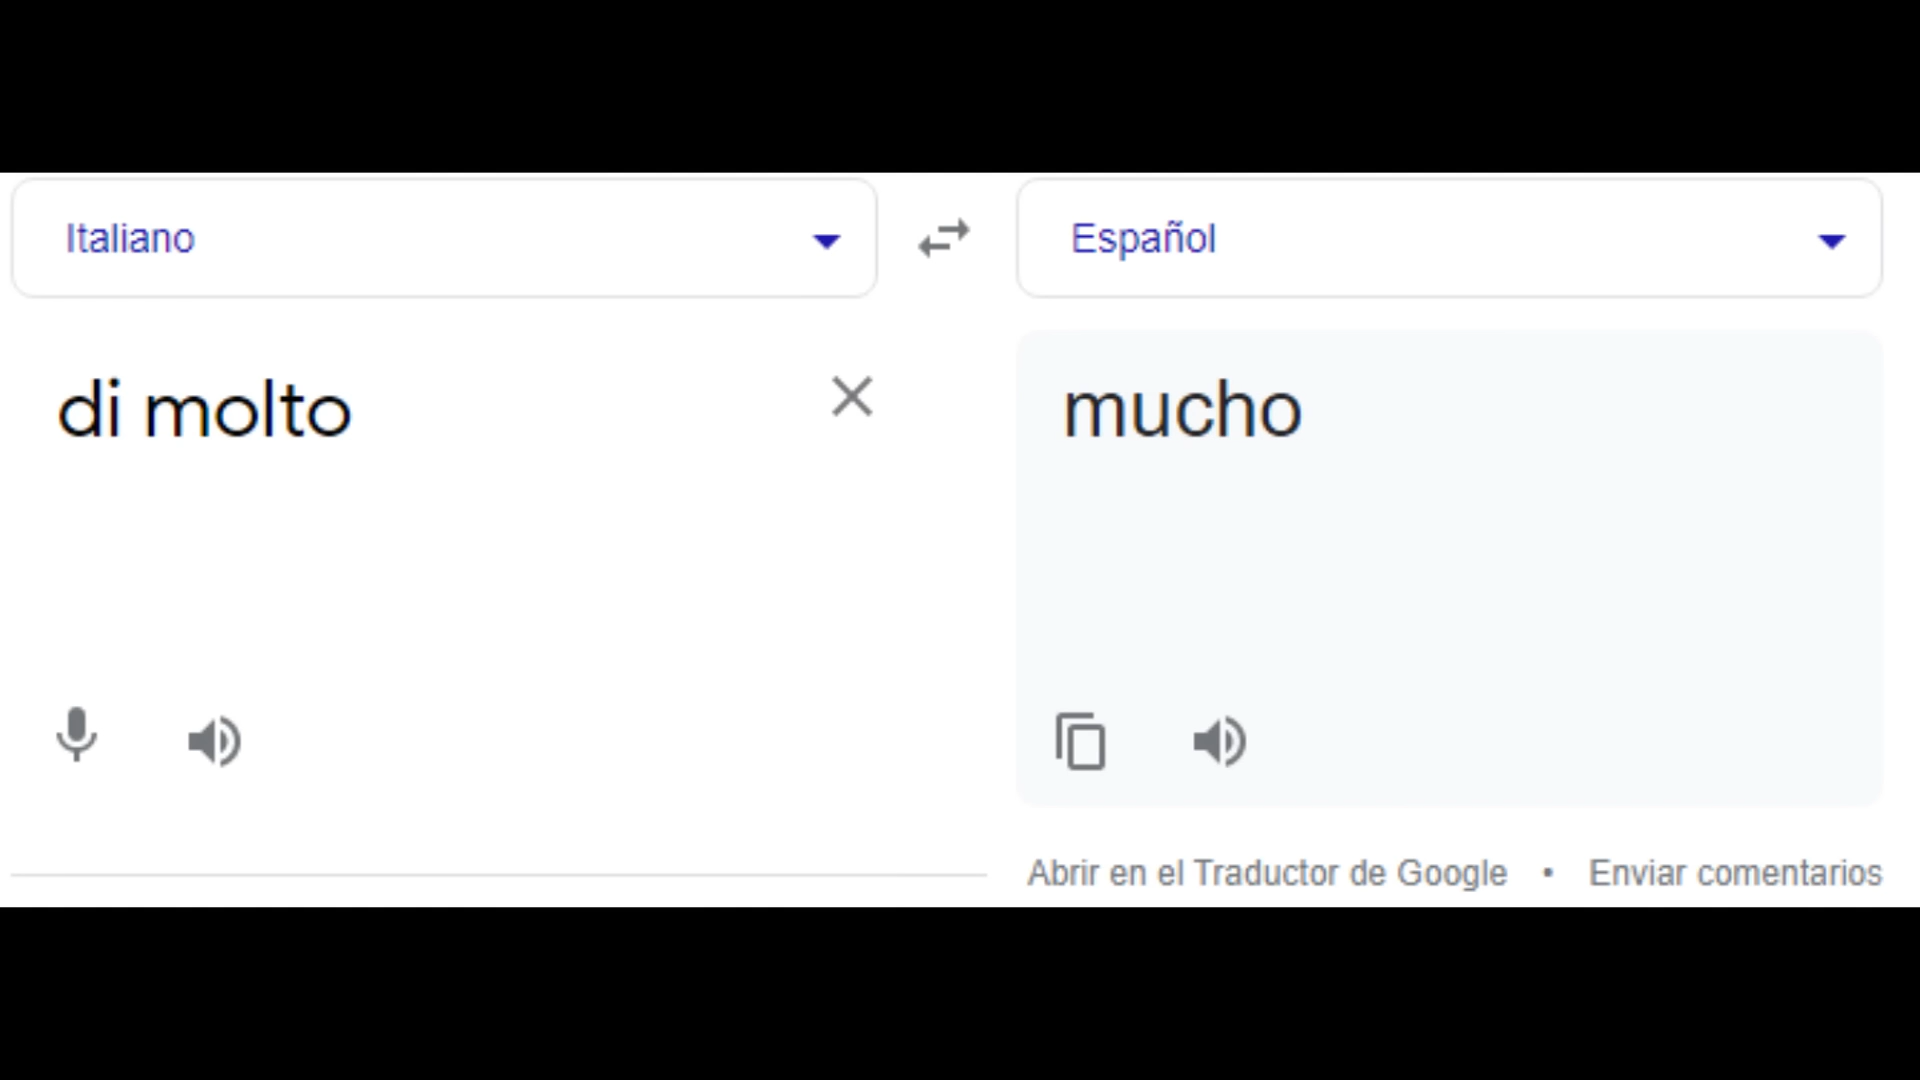 Italiano
Español
di molto
mucho
Abrir en el Traductor de Google • Enviar comentarios